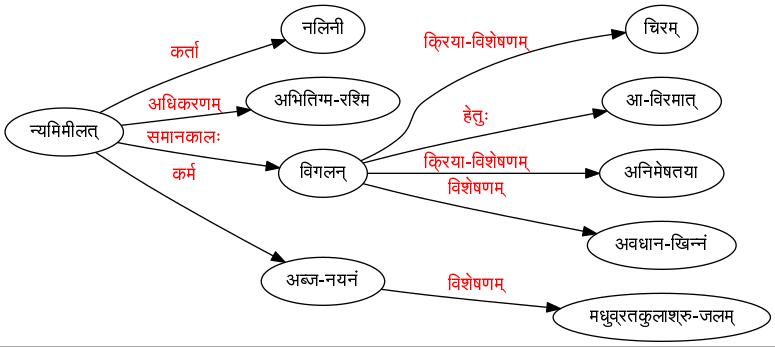 नलिनी
चिरम्
कर्ता
क्रिया-विशेषणम्
अधिकरणम्
अभितिग्म-रश्मि
हेतुः
आ-विरमात्
न्यमिमीलत्
समानकालः
विगलन्
क्रिया-विशेषणम्
अनिमेषतया
कर्म
विशेषणम्
अवधान-खिन्नं
अब्ज-नयनं
विशेषणम्
मधुव्रतकुलाश्रु-जलम्